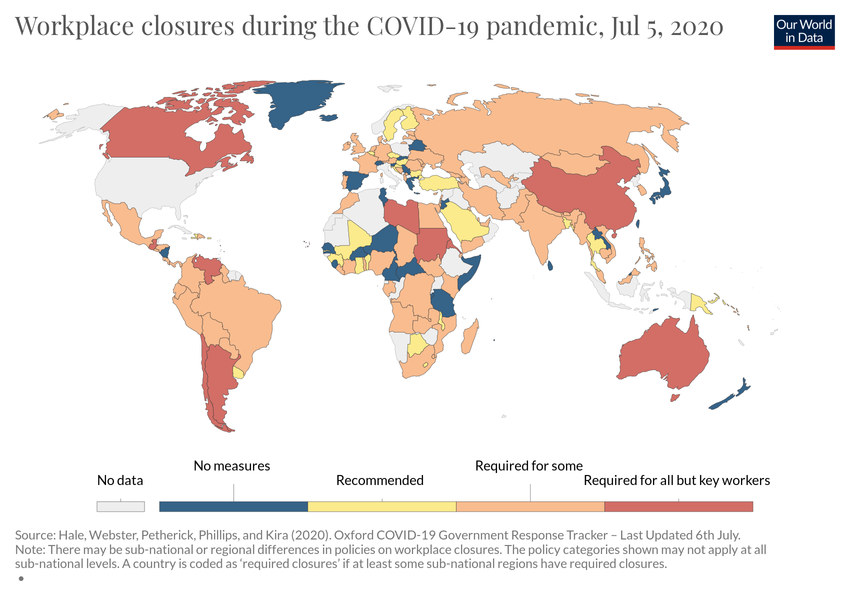 Workplace closures during the COVID-19 pandemic, Jul 5, 2020
Our World
in Data
No data
No measures
Recommended
Required for some
Required for all but key workers
Source: Hale, Webster, Petherick, Phillips, and Kira (2020). Oxford COVID-19 Government Response Tracker – Last Updated 6th July.
Note: There may be sub-national or regional differences in policies on workplace closures. The policy categories shown may not apply at all
sub-national levels. A country is coded as 'required closures' if at least some sub-national regions have required closures.